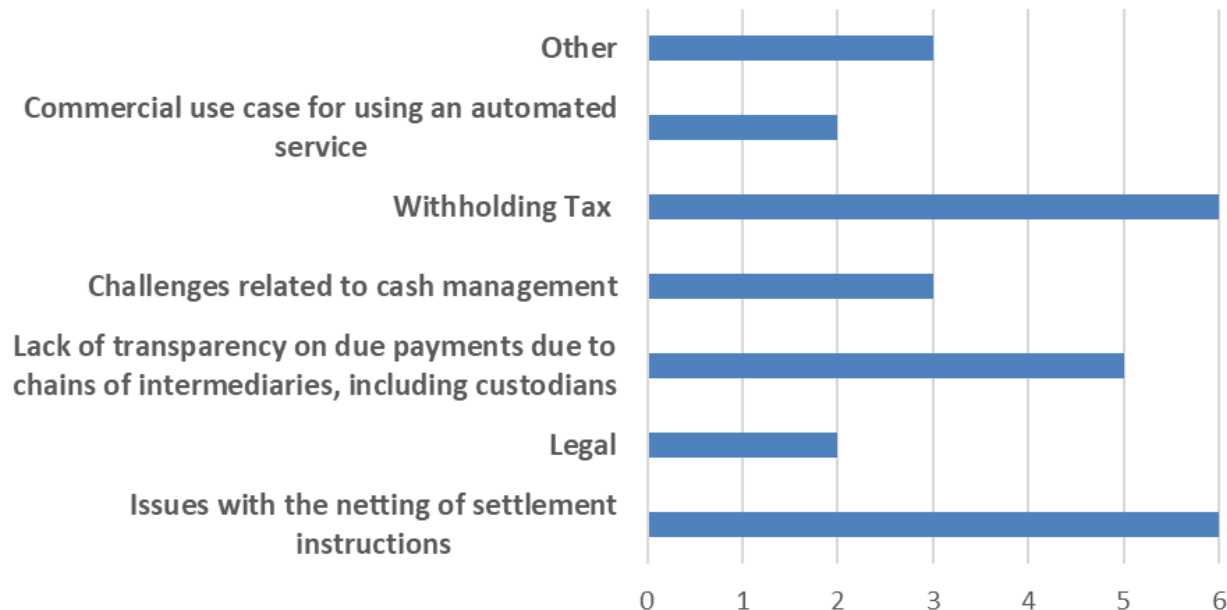 Other
Commercial use case for using an automated
service
Withholding Tax
Challenges related to cash management
Lack of transparency on due payments due to
chains of intermediaries, including custodians
Legal
Issues with the netting of settlement
instructions
0 1 2 3 4 5 6